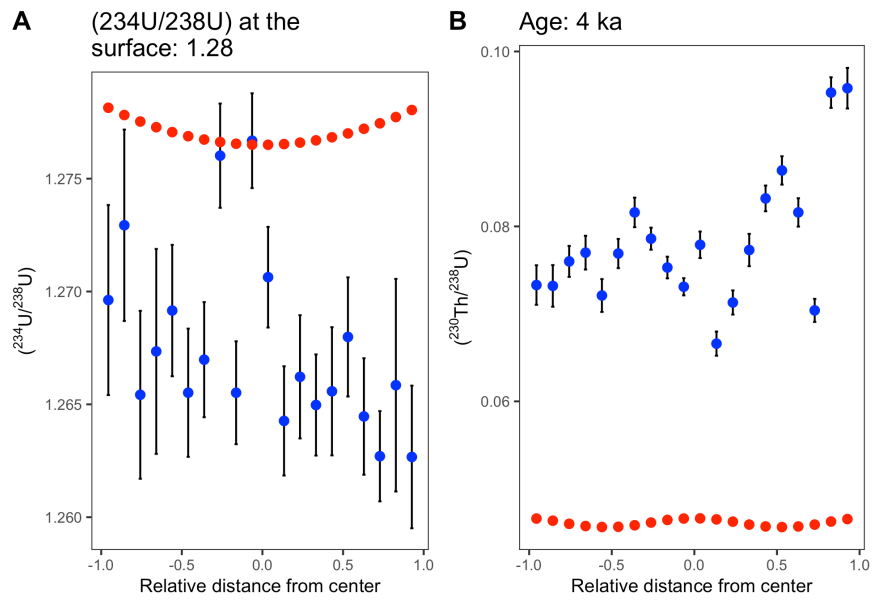 A
(234U/238U) at the
surface: 1.28
(²³⁴U/²³⁸U)
1.275
1.270
1.265
1.260
-1.0
-0.5
0.0
0.5
1.0
Relative distance from center
B
Age: 4 ka
(²³⁰Th/²³⁸U)
0.10
0.08
0.06
-1.0
-0.5
0.0
0.5
1.0
Relative distance from center